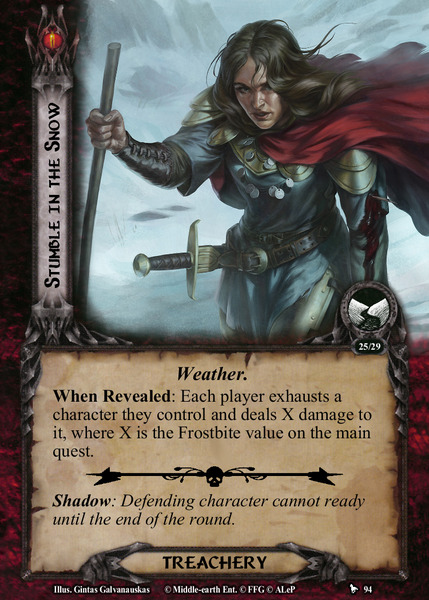 STUMBLE IN THE SNOW
25/29
Weather.
When Revealed: Each player exhausts a
character they control and deals X damage to
it, where X is the Frostbite value on the main
quest.
Shadow: Defending character cannot ready
until the end of the round.
TREACHERY
Illus. Gintas Galvanauskas © Middle-earth Ent. © FFG © ALeP 94